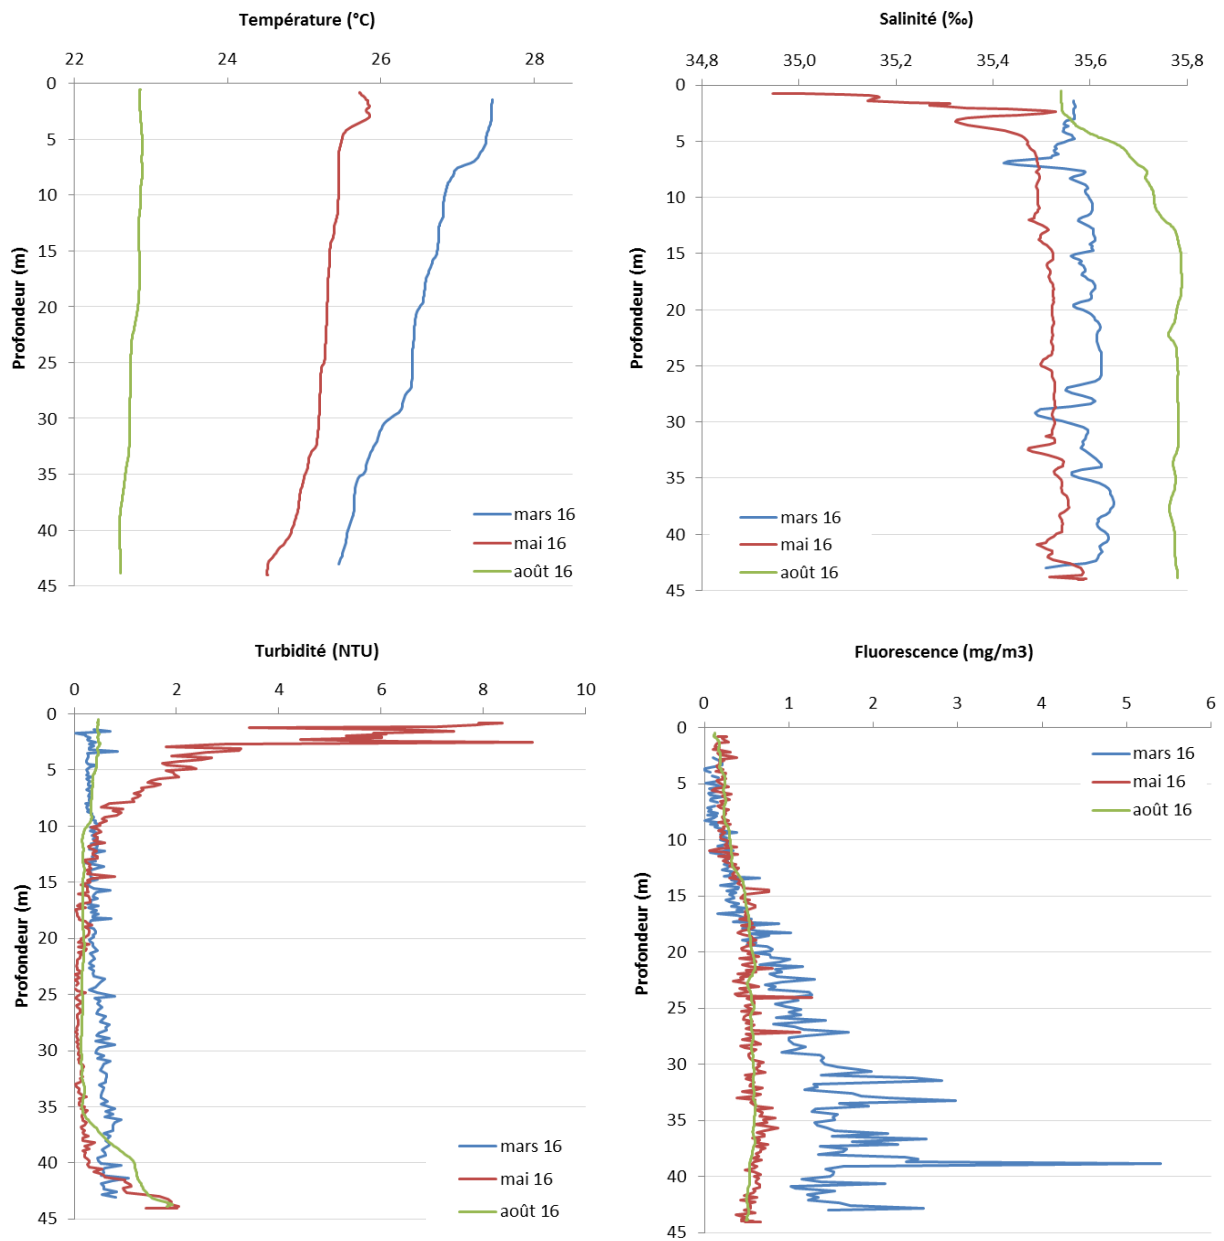 Température (°C)
22 24 26 28
0
5
10
15
20
25
30
35
40
45
Profondeur (m)
mars 16
mai 16
août 16
Salinité (‰)
34,8 35,0 35,2 35,4 35,6 35,8
0
5
10
15
20
25
30
35
40
45
Profondeur (m)
mars 16
mai 16
août 16
Turbidité (NTU)
0 2 4 6 8 10
0
5
10
15
20
25
30
35
40
45
Profondeur (m)
mars 16
mai 16
août 16
Fluorescence (mg/m3)
0 1 2 3 4 5 6
0
5
10
15
20
25
30
35
40
45
Profondeur (m)
mars 16
mai 16
août 16